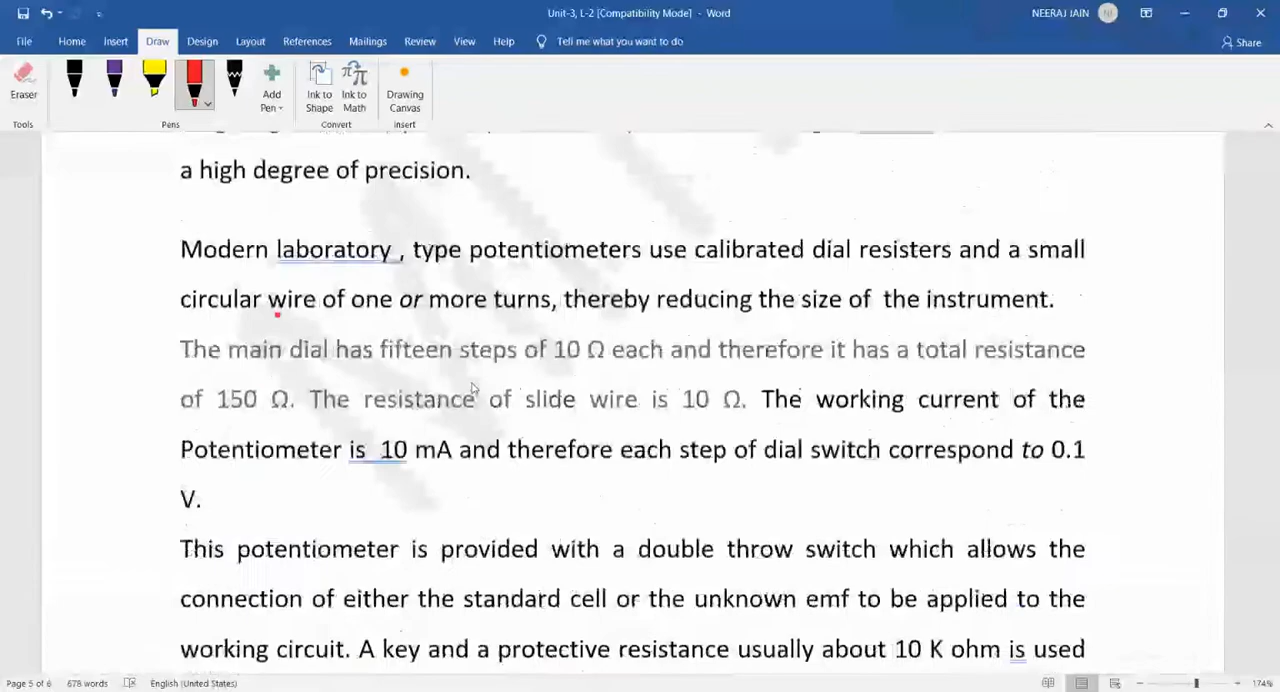 Unit-3, L-2 [Compatibility Mode] - Word
NEERAJ JAIN
NJ
File Home Insert Draw Design Layout References Mailings Review View Help Tell me what you want to do
Share
Eraser
Add Pen
Ink to Shape
Ink to Math
Drawing Canvas
Tools Pens Convert Insert
a high degree of precision.
Modern laboratory , type potentiometers use calibrated dial resisters and a small
circular wire of one or more turns, thereby reducing the size of the instrument.
The main dial has fifteen steps of 10 Ω each and therefore it has a total resistance
of 150 Ω. The resistance of slide wire is 10 Ω. The working current of the
Potentiometer is 10 mA and therefore each step of dial switch correspond to 0.1
V.
This potentiometer is provided with a double throw switch which allows the
connection of either the standard cell or the unknown emf to be applied to the
working circuit. A key and a protective resistance usually about 10 K ohm is used
Page 5 of 6 678 words English (United States) 174%